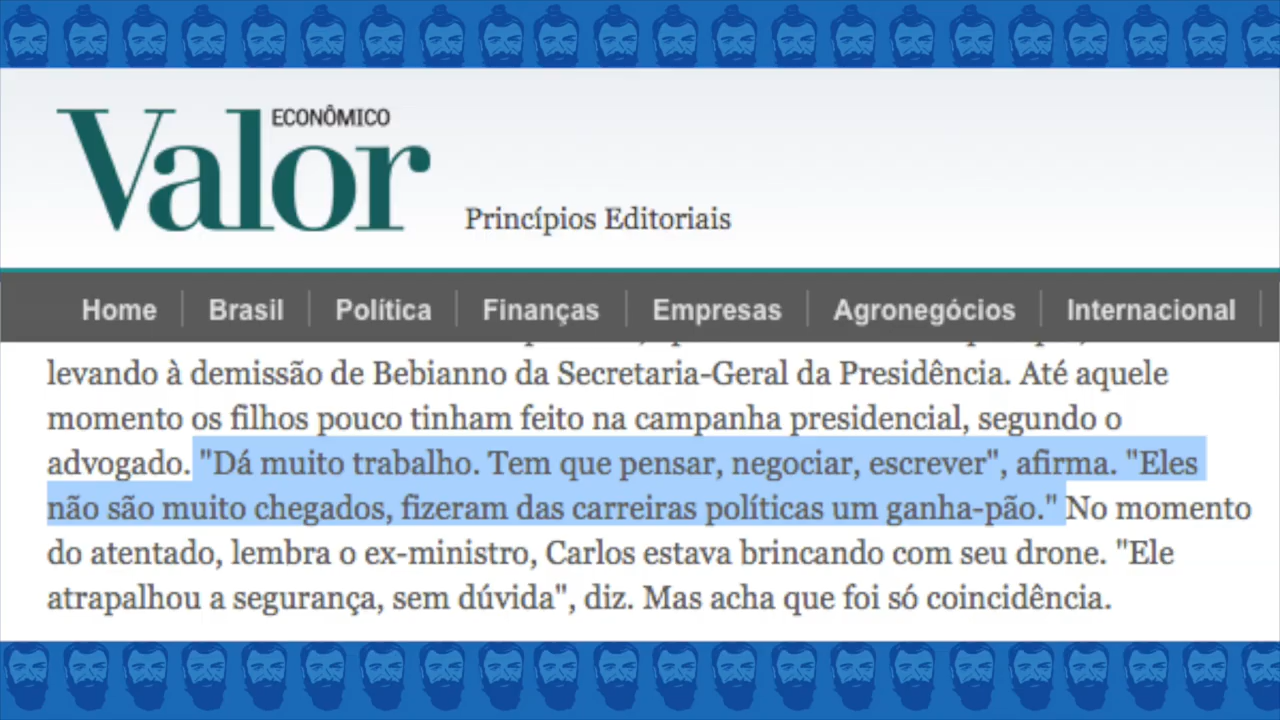 Valor ECONÔMICO
Princípios Editoriais
Home Brasil Política Finanças Empresas Agronegócios Internacional
levando à demissão de Bebianno da Secretaria-Geral da Presidência. Até aquele
momento os filhos pouco tinham feito na campanha presidencial, segundo o
advogado. "Dá muito trabalho. Tem que pensar, negociar, escrever", afirma. "Eles
não são muito chegados, fizeram das carreiras políticas um ganha-pão." No momento
do atentado, lembra o ex-ministro, Carlos estava brincando com seu drone. "Ele
atrapalhou a segurança, sem dúvida", diz. Mas acha que foi só coincidência.